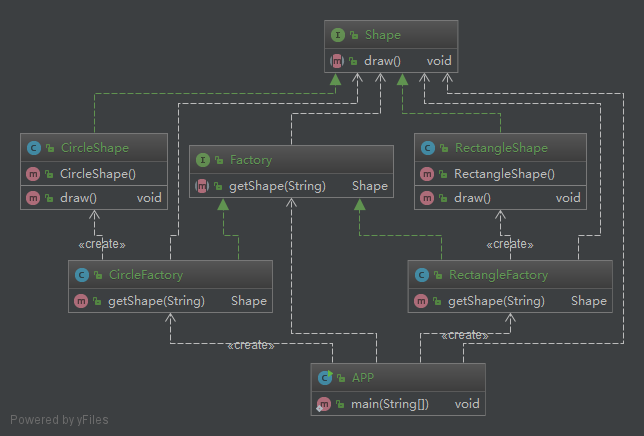 Shape
draw() void
CircleShape
CircleShape()
draw() void
Factory
getShape(String) Shape
RectangleShape
RectangleShape()
draw() void
«create»
«create»
CircleFactory
getShape(String) Shape
RectangleFactory
getShape(String) Shape
«create»
«create»
APP
main(String[]) void
Powered by yFiles